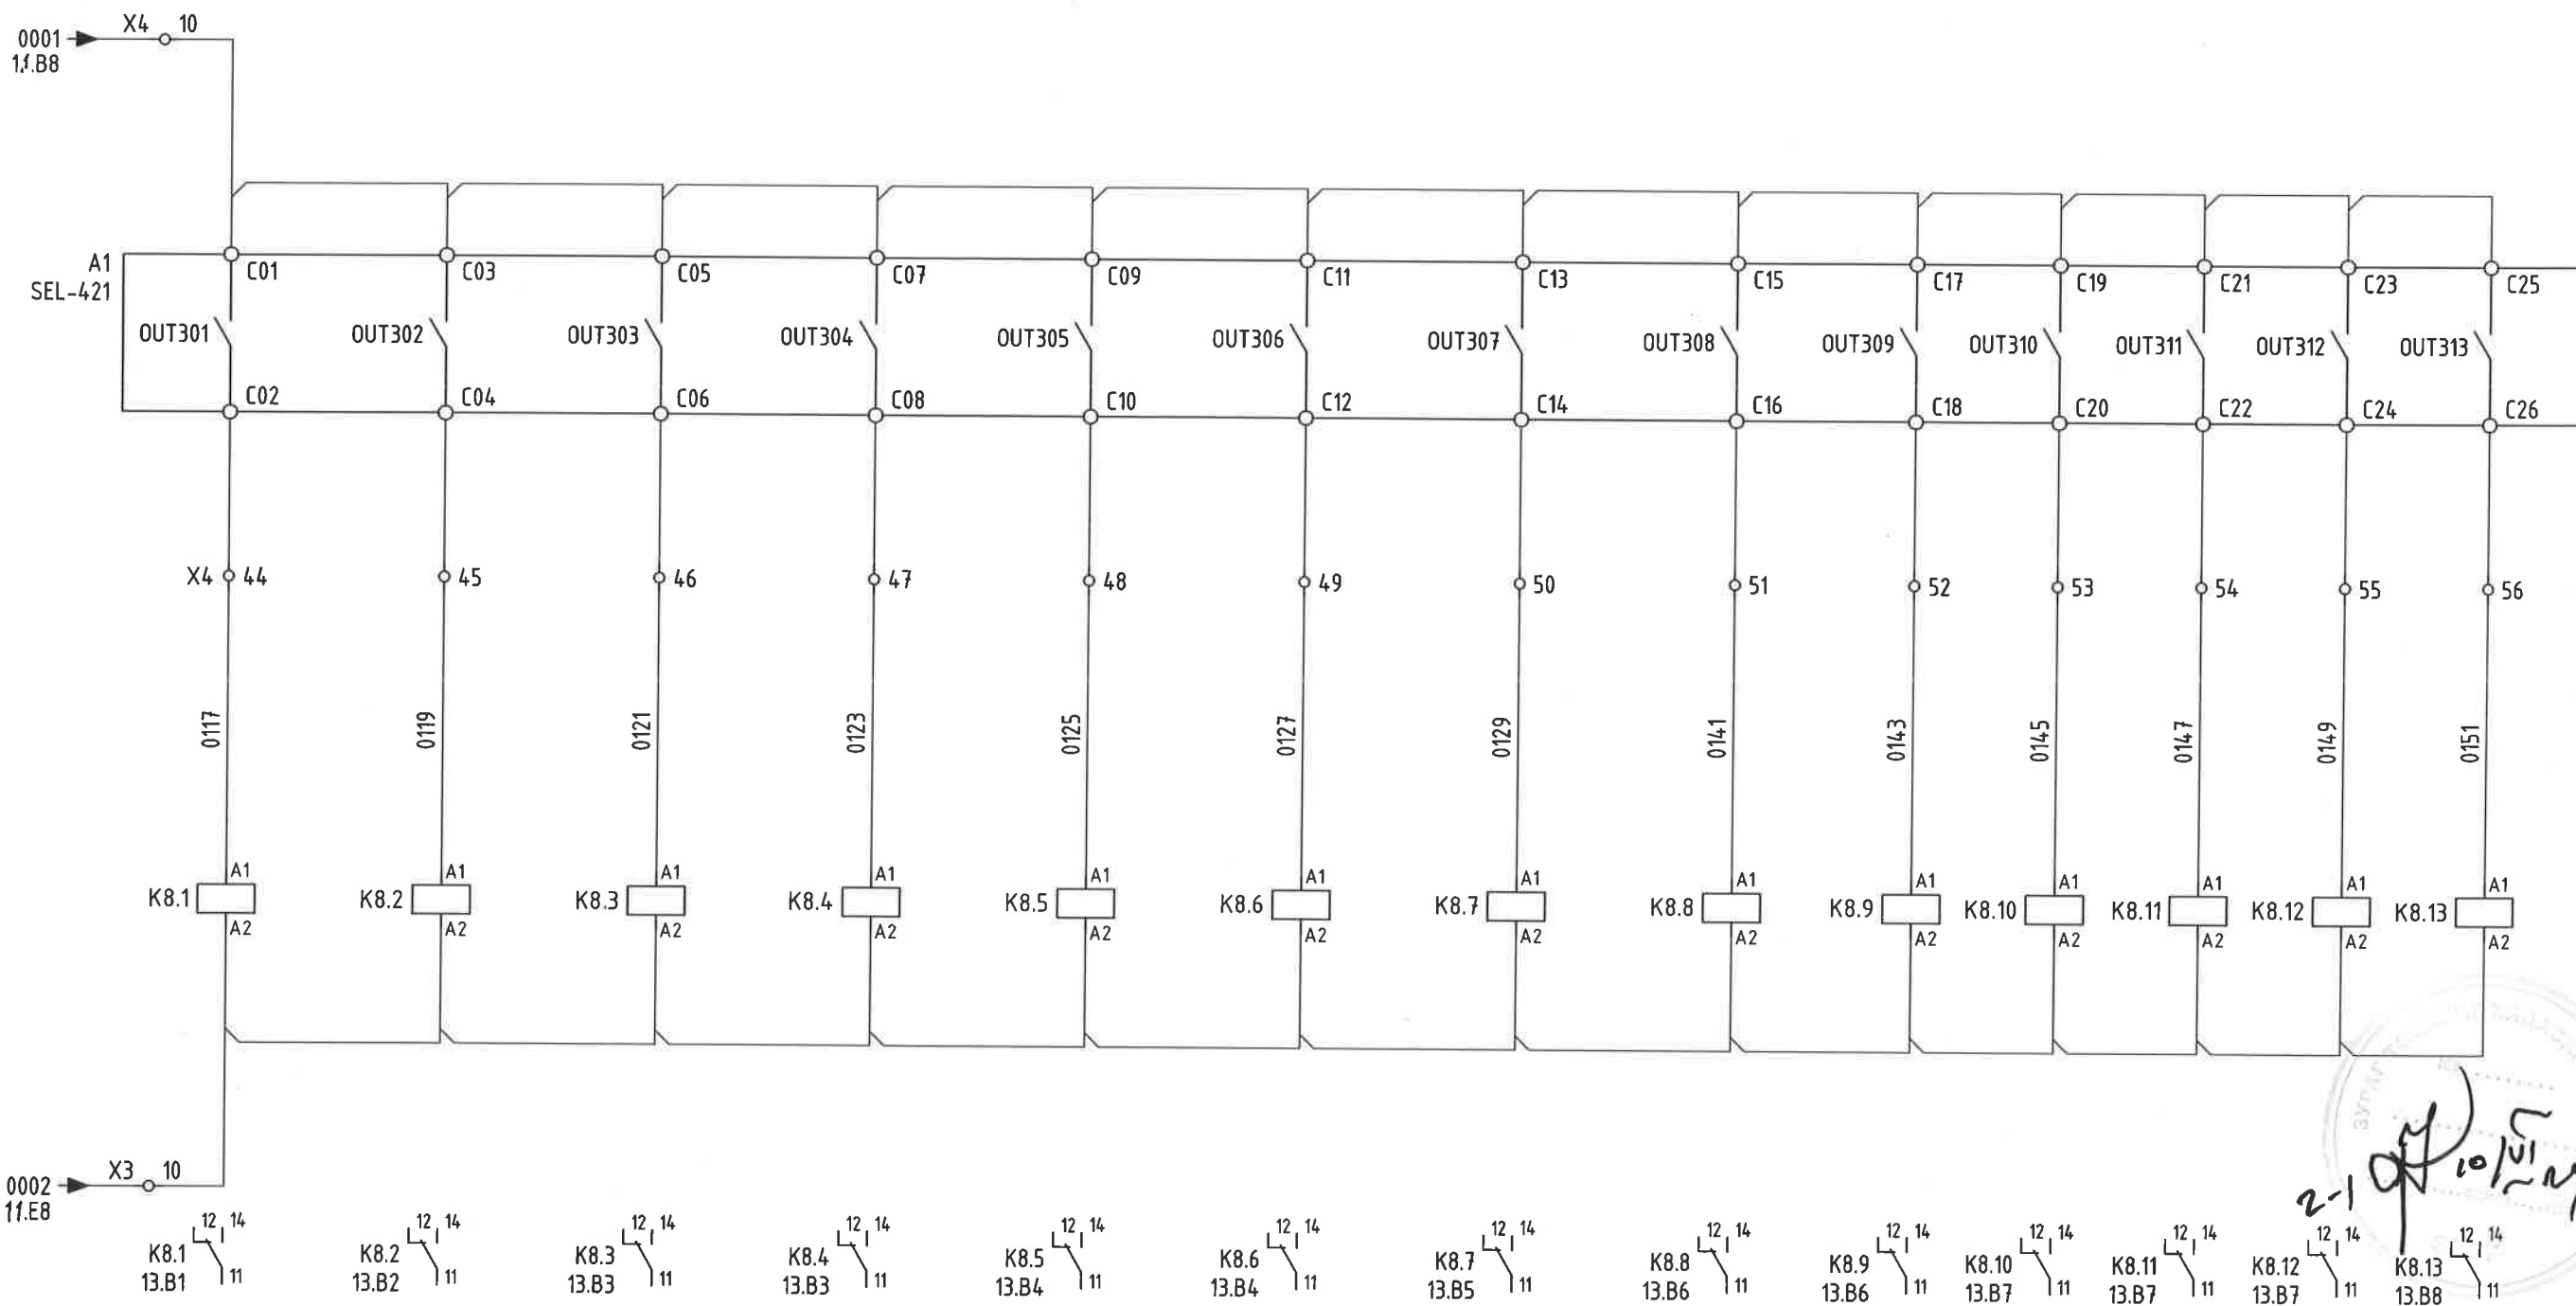 X4 10
0001
11.B8
A1
SEL-421
C01 C03 C05 C07 C09 C11 C13 C15 C17 C19 C21 C23 C25
OUT301 OUT302 OUT303 OUT304 OUT305 OUT306 OUT307 OUT308 OUT309 OUT310 OUT311 OUT312 OUT313
C02 C04 C06 C08 C10 C12 C14 C16 C18 C20 C22 C24 C26
X4 44 45 46 47 48 49 50 51 52 53 54 55 56
0117 0119 0121 0123 0125 0127 0129 0141 0143 0145 0147 0149 0151
A1 A1 A1 A1 A1 A1 A1 A1 A1 A1 A1 A1 A1
K8.1 K8.2 K8.3 K8.4 K8.5 K8.6 K8.7 K8.8 K8.9 K8.10 K8.11 K8.12 K8.13
A2 A2 A2 A2 A2 A2 A2 A2 A2 A2 A2 A2 A2
X3 10
0002
11.E8
2-1
12 14 12 14 12 14 12 14 12 14 12 14 12 14 12 14 12 14 12 14 12 14 12 14 12 14
K8.1 K8.2 K8.3 K8.4 K8.5 K8.6 K8.7 K8.8 K8.9 K8.10 K8.11 K8.12 K8.13
11 11 11 11 11 11 11 11 11 11 11 11 11
13.B1 13.B2 13.B3 13.B3 13.B4 13.B4 13.B5 13.B6 13.B6 13.B7 13.B7 13.B7 13.B8